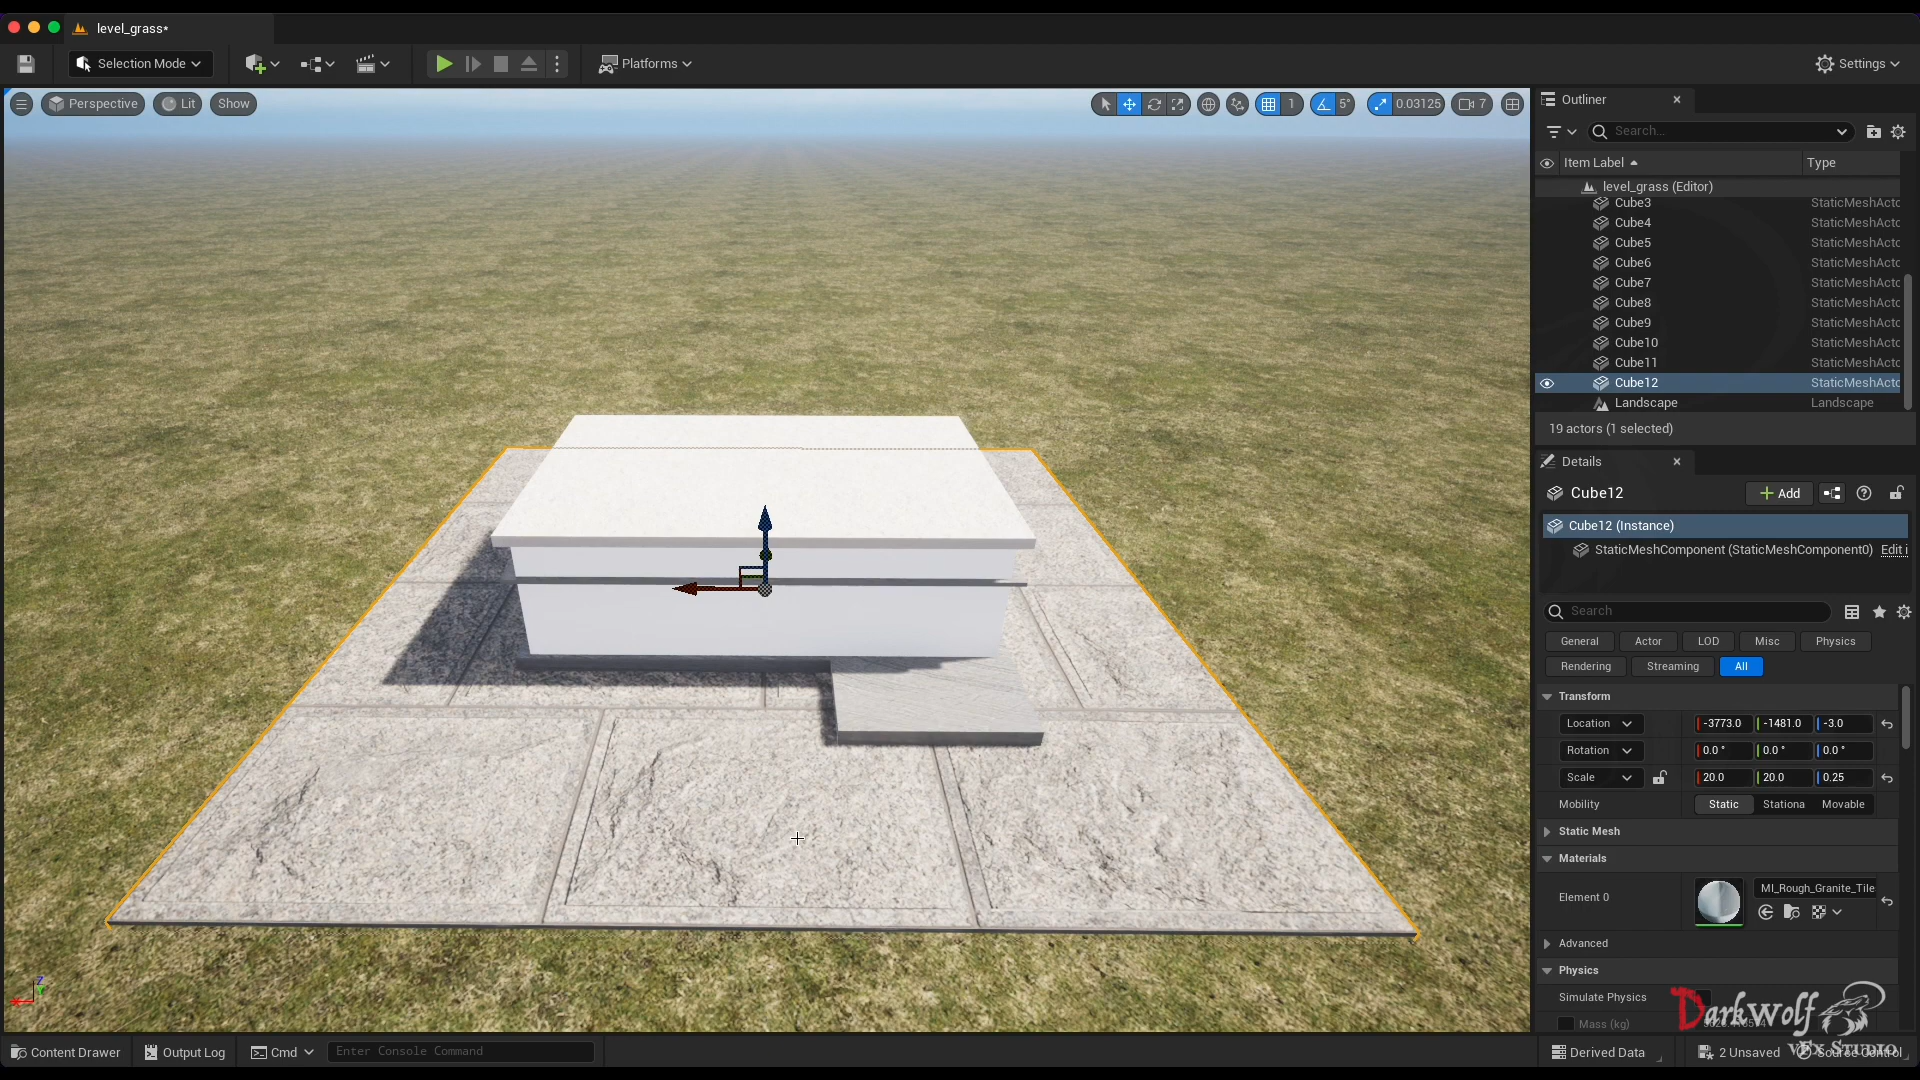 level_grass*
Selection Mode
Platforms
Settings
Perspective
Lit
Show
1
5°
0.03125
7
Outliner
Search...
Item Label
Type
level_grass (Editor)
Cube3 StaticMeshActo
Cube4 StaticMeshActo
Cube5 StaticMeshActo
Cube6 StaticMeshActo
Cube7 StaticMeshActo
Cube8 StaticMeshActo
Cube9 StaticMeshActo
Cube10 StaticMeshActo
Cube11 StaticMeshActo
Cube12 StaticMeshActo
Landscape Landscape
19 actors (1 selected)
Details
Cube12
Add
Cube12 (Instance)
StaticMeshComponent (StaticMeshComponent0) Edit i
Search
General Actor LOD Misc Physics
Rendering Streaming All
Transform
Location -3773.0 -1481.0 -3.0
Rotation 0.0° 0.0° 0.0°
Scale 20.0 20.0 0.25
Mobility Static Stationa Movable
Static Mesh
Materials
Element 0 MI_Rough_Granite_Tile
Advanced
Physics
Simulate Physics
Mass (kg)
DarkWolf
VFX Studio
Z
Content Drawer
Output Log
Cmd
Enter Console Command
Derived Data
2 Unsaved
Source Control